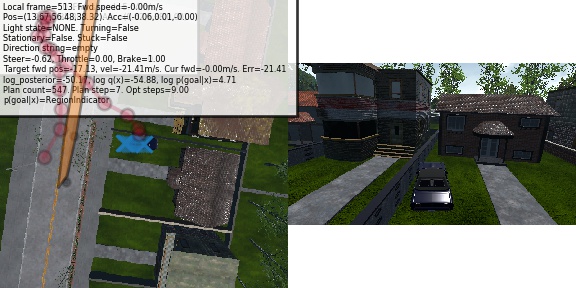 Local frame=513. Fwd speed=-0.00m/s
Pos=(13.67,56.48,38.32). Acc=(-0.06,0.01,-0.00)
Light state=NONE. Turning=False
Stationary=False. Stuck=False
Direction string=empty
Steer=-0.62, Throttle=0.00, Brake=1.00
Target fwd pos=-17.13, vel=-21.41m/s. Cur fwd=-0.00m/s. Err=-21.41
log_posterior=-50.17, log q(x)=-54.88, log p(goal|x)=4.71
Plan count=547. Plan step=7. Opt steps=9.00
p(goal|x)=RegionIndicator